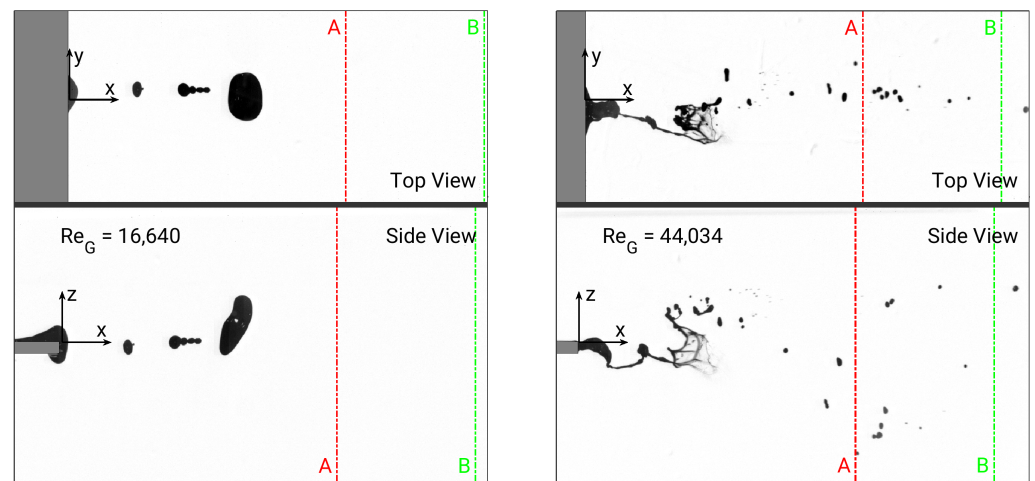 A
B
y
x
Top View
Re_G = 16,640
Side View
z
x
A
B
A
B
y
x
Top View
Re_G = 44,034
Side View
z
x
A
B